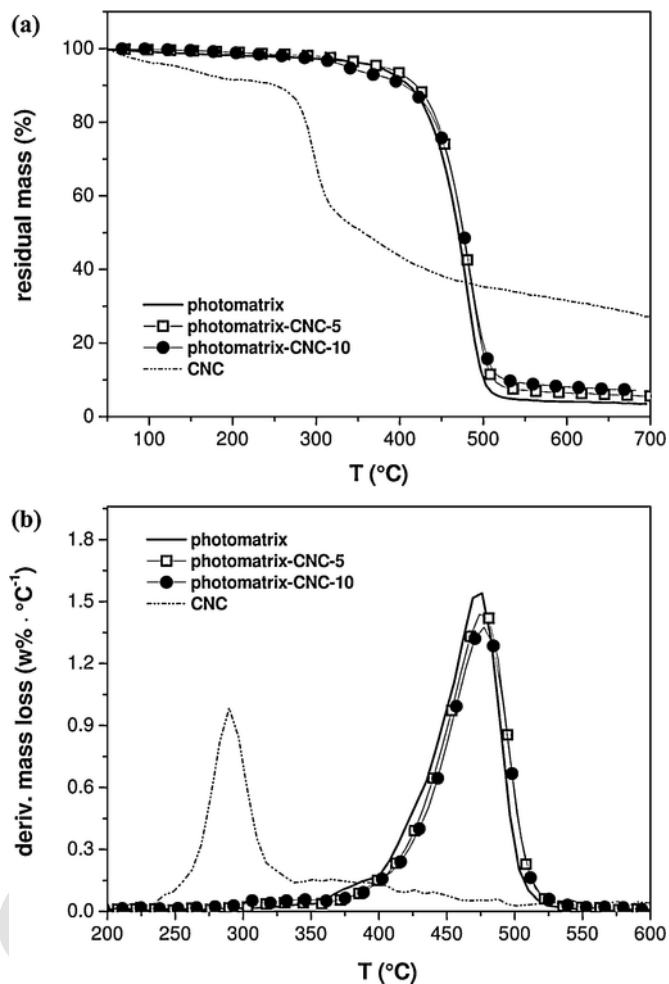 (a)
100
80
60
40
20
0
residual mass (%)
photomatrix
photomatrix-CNC-5
photomatrix-CNC-10
CNC
100 200 300 400 500 600 700
T (°C)
(b)
1.8
1.5
1.2
0.9
0.6
0.3
0.0
deriv. mass loss (w% · °C⁻¹)
photomatrix
photomatrix-CNC-5
photomatrix-CNC-10
CNC
200 250 300 350 400 450 500 550 600
T (°C)